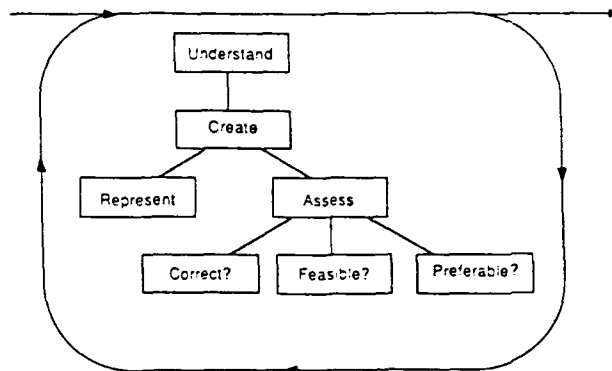 Understand
Create
Represent
Assess
Correct?
Feasible?
Preferable?